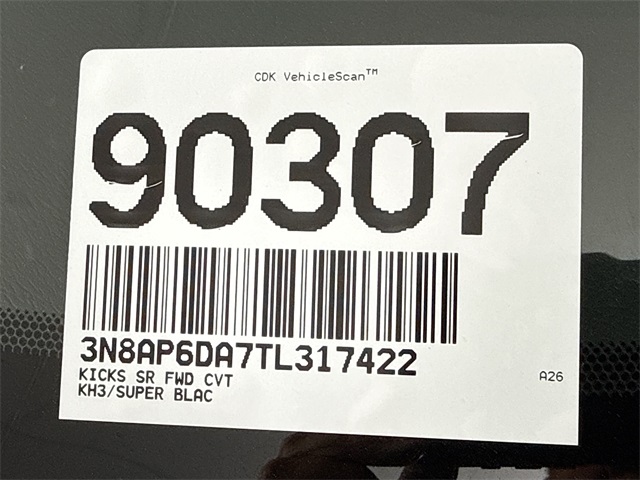 CDK VehicleScan™
90307
3N8AP6DA7TL317422
KICKS SR FWD CVT
KH3/SUPER BLAC
A26